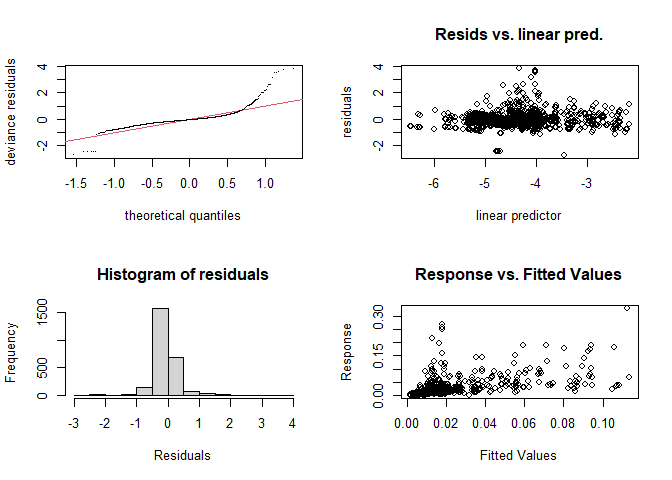 deviance residuals
-2 0 2 4
-1.5 -1.0 -0.5 0.0 0.5 1.0
theoretical quantiles
Resids vs. linear pred.
residuals
-2 0 2 4
-6 -5 -4 -3
linear predictor
Histogram of residuals
Frequency
0 500 1500
-3 -2 -1 0 1 2 3 4
Residuals
Response vs. Fitted Values
Response
0.00 0.15 0.30
0.00 0.02 0.04 0.06 0.08 0.10
Fitted Values